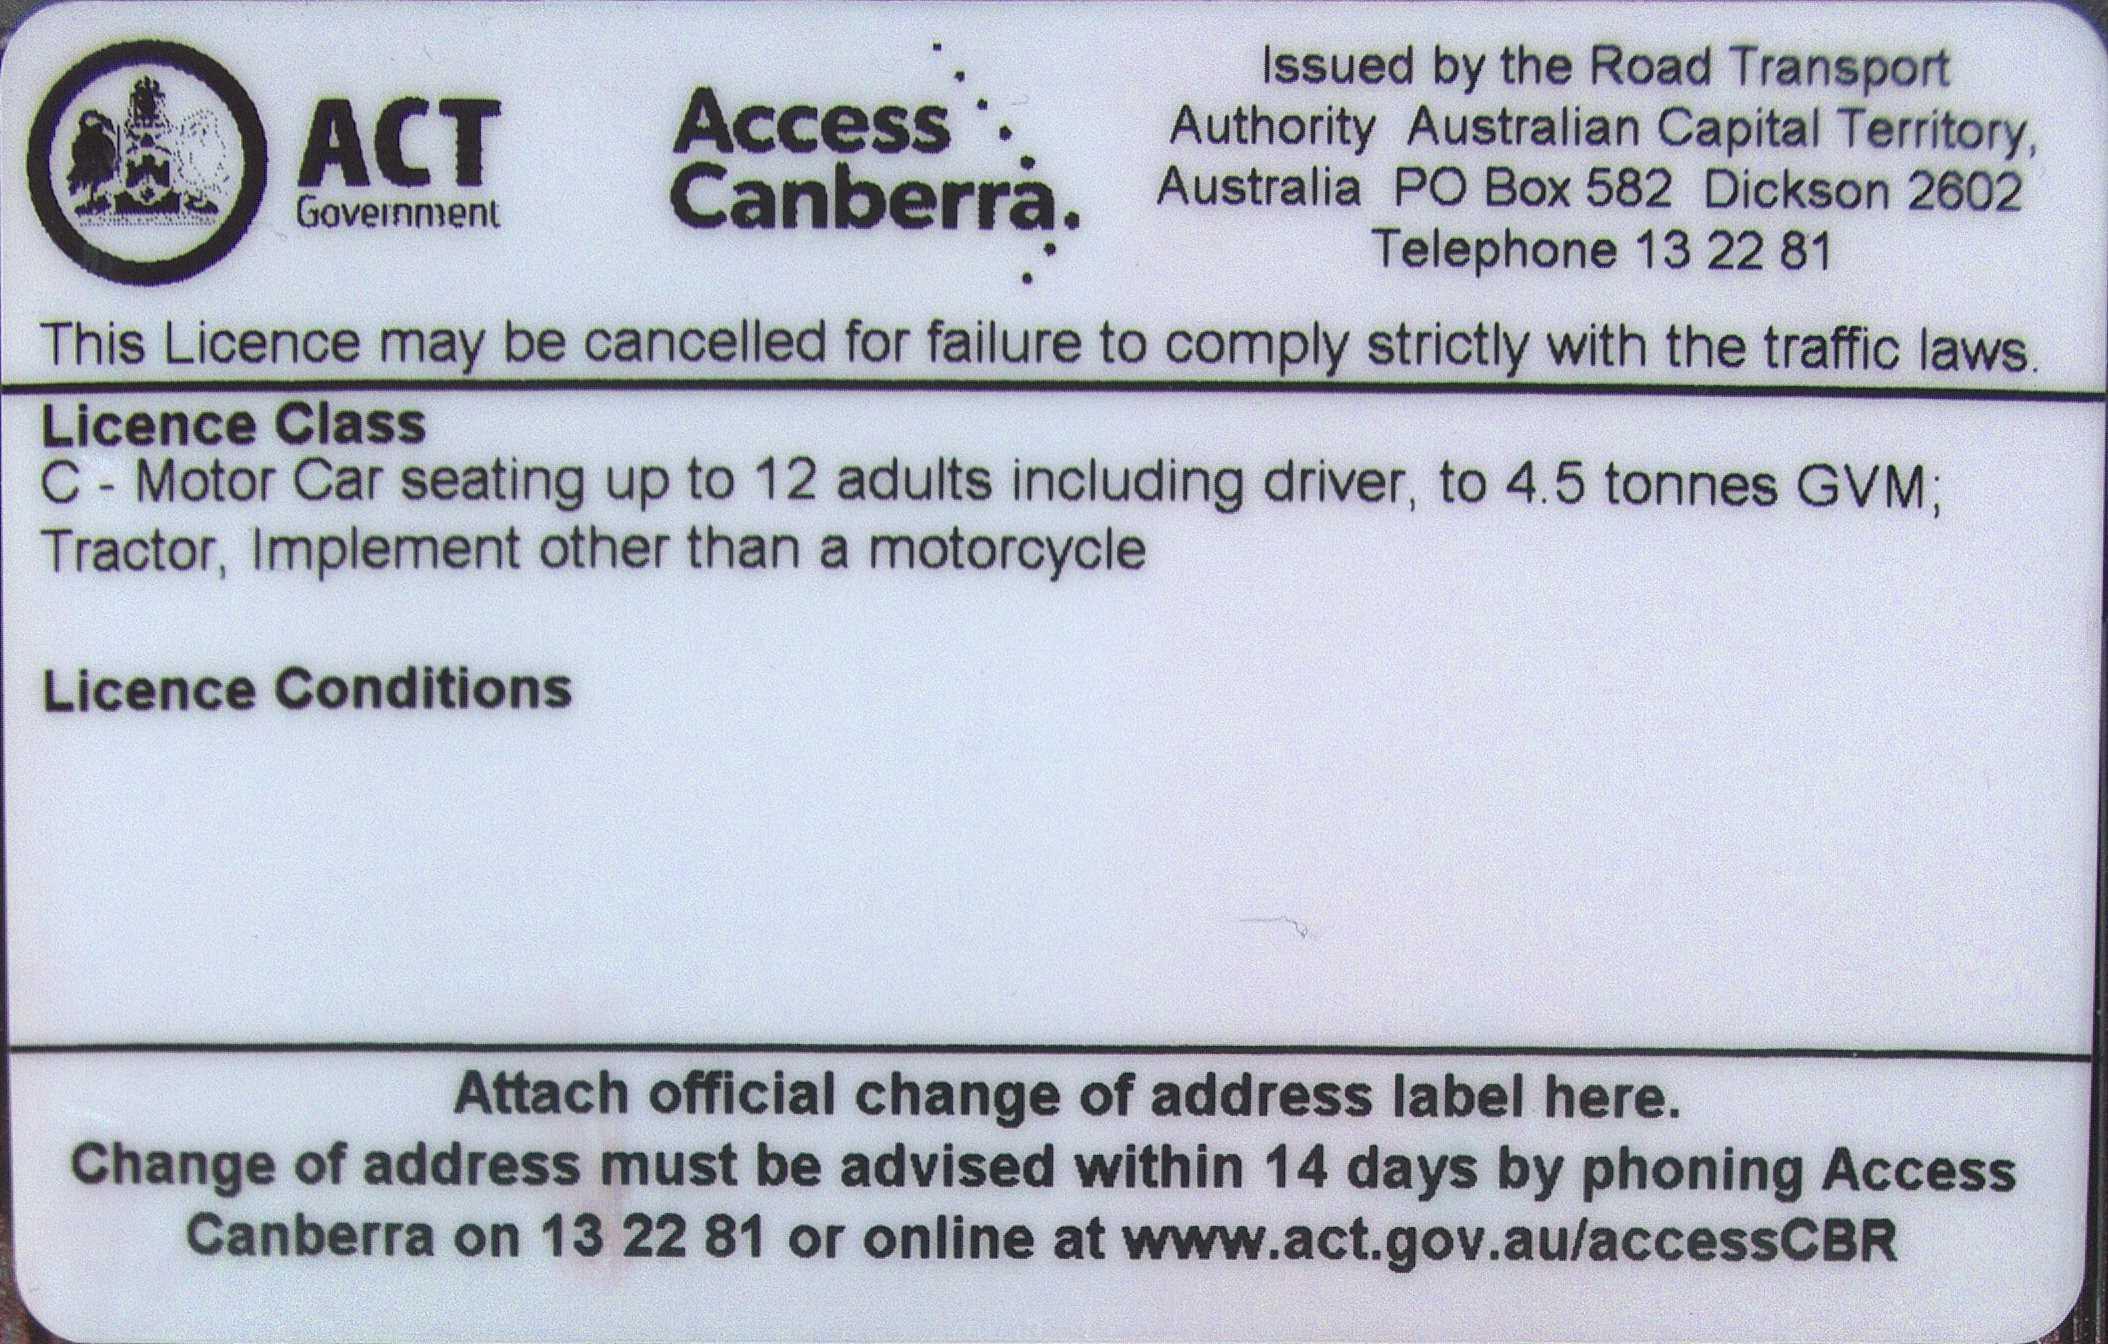 ACT
Government
Access
Canberra.
Issued by the Road Transport
Authority Australian Capital Territory,
Australia PO Box 582 Dickson 2602
Telephone 13 22 81
This Licence may be cancelled for failure to comply strictly with the traffic laws.
Licence Class
C - Motor Car seating up to 12 adults including driver, to 4.5 tonnes GVM;
Tractor, Implement other than a motorcycle
Licence Conditions
Attach official change of address label here.
Change of address must be advised within 14 days by phoning Access
Canberra on 13 22 81 or online at www.act.gov.au/accessCBR